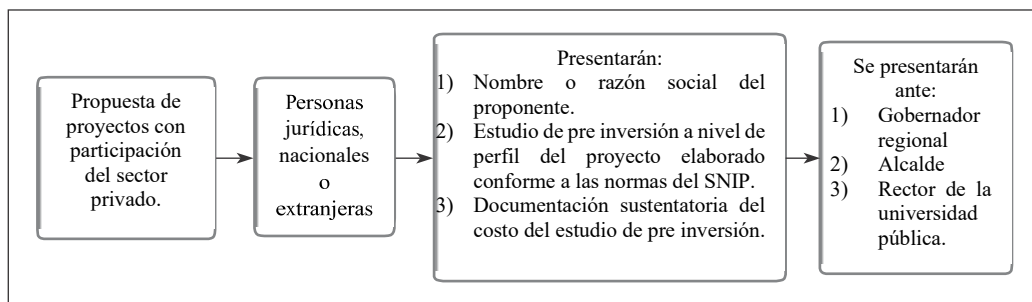 Propuesta de
proyectos con
participación
del sector
privado.
Personas
jurídicas,
nacionales
o
extranjeras
Presentarán:
1) Nombre o razón social del
proponente.
2) Estudio de pre inversión a nivel de
perfil del proyecto elaborado
conforme a las normas del SNIP.
3) Documentación sustentatoria del
costo del estudio de pre inversión.
Se presentarán
ante:
1) Gobernador
regional
2) Alcalde
3) Rector de la
universidad
pública.